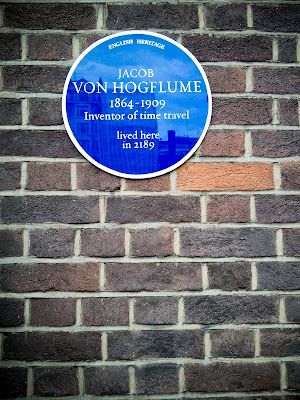 ENGLISH HERITAGE
JACOB
VON HOGFLUME
1864-1909
Inventor of time travel
lived here
in 2189